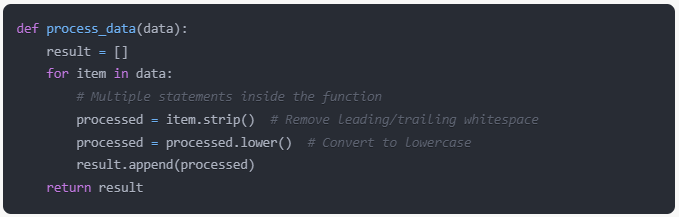 def process_data(data):
    result = []
    for item in data:
        # Multiple statements inside the function
        processed = item.strip()  # Remove leading/trailing whitespace
        processed = processed.lower()  # Convert to lowercase
        result.append(processed)
    return result